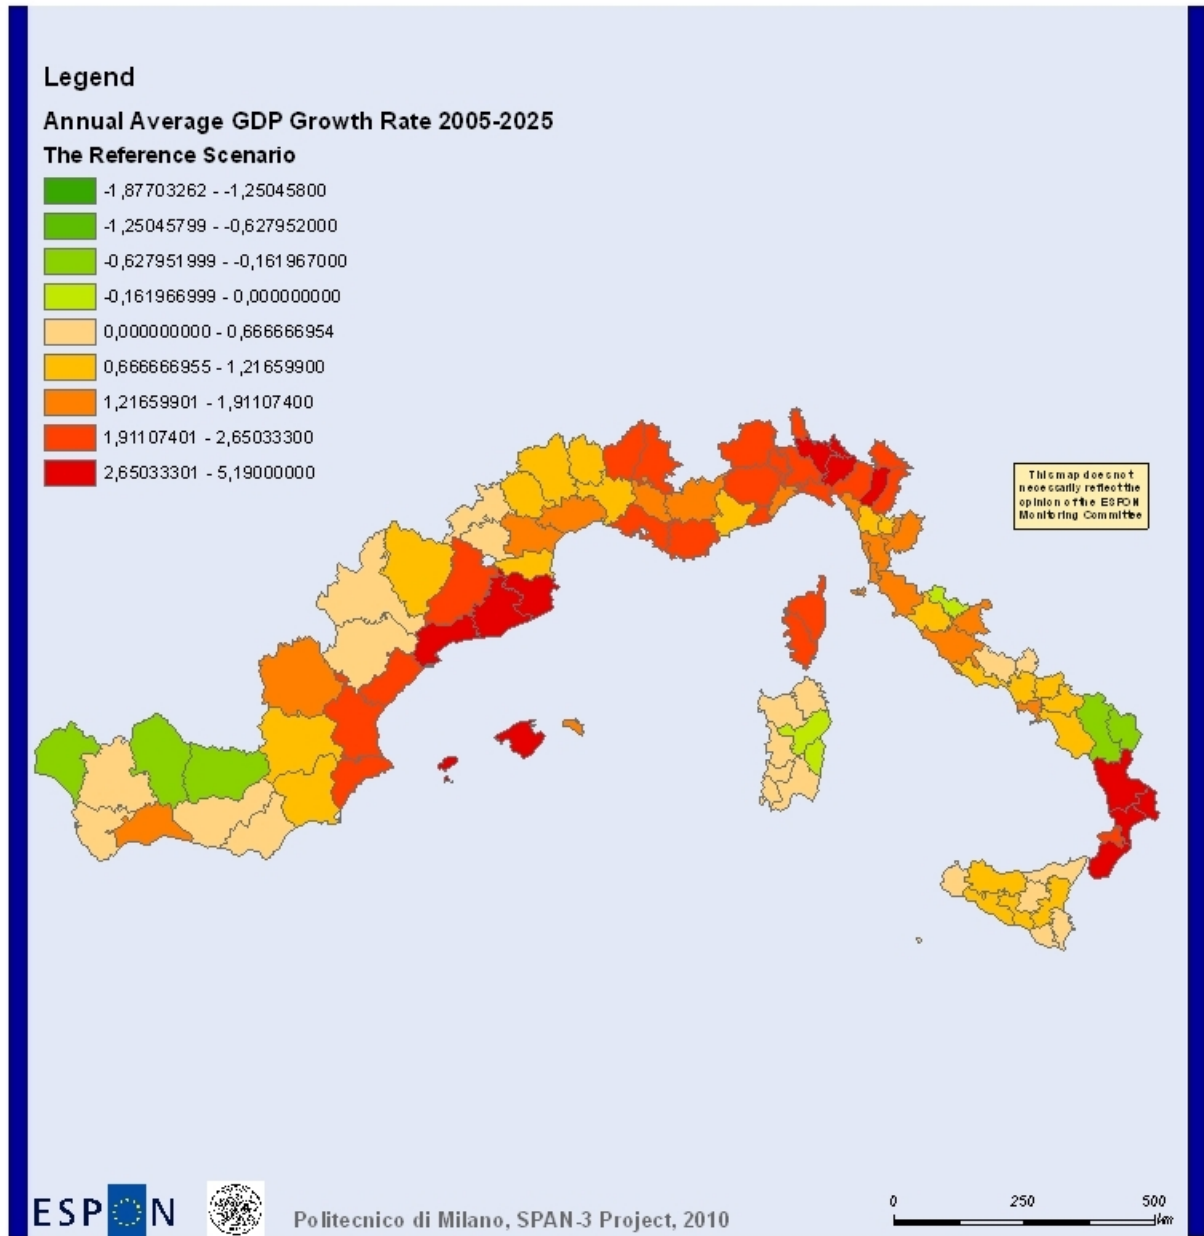 Legend
Annual Average GDP Growth Rate 2005-2025
The Reference Scenario
-1,87703262 - -1,25045800
-1,25045799 - -0,627952000
-0,627951999 - -0,161967000
-0,161966999 - 0,000000000
0,000000000 - 0,666666954
0,666666955 - 1,21659900
1,21659901 - 1,91107400
1,91107401 - 2,65033300
2,65033301 - 5,19000000
This map does not
necessarily reflect the
opinion of the ESPON
Monitoring Committee
ESPON
Politecnico di Milano, SPAN-3 Project, 2010
0 250 500
km